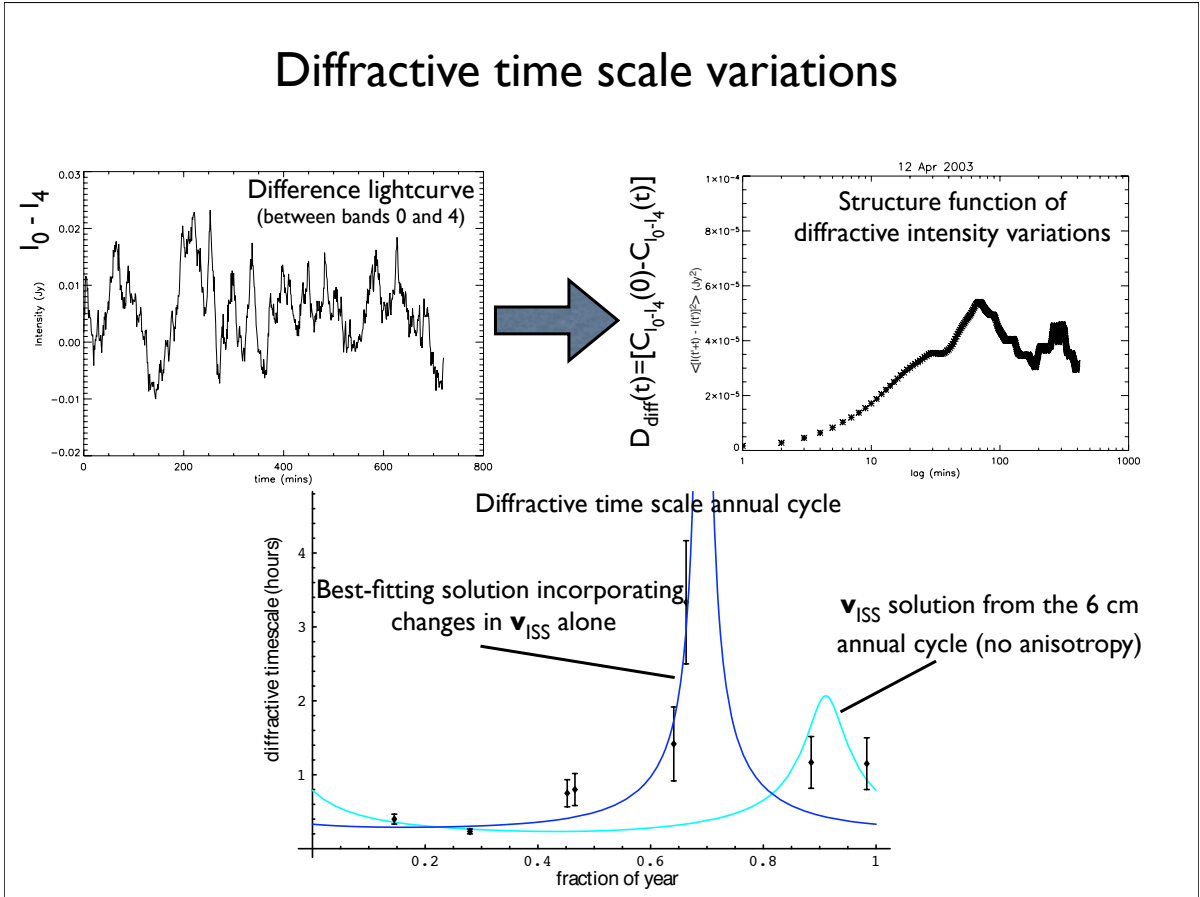 Diffractive time scale variations
I0 - I4
Intensity (Jy)
0.03
0.02
0.01
0.00
−0.01
−0.02
Difference lightcurve
(between bands 0 and 4)
0
200
400
600
800
time (mins)
Ddiff(t)=[CI0-I4(0)-CI0-I4(t)]
<[I(t'+t) - I(t')]²> (Jy²)
12 Apr 2003
1×10⁻⁴
8×10⁻⁵
6×10⁻⁵
4×10⁻⁵
2×10⁻⁵
0
Structure function of
diffractive intensity variations
1
10
100
1000
lag (mins)
Diffractive time scale annual cycle
diffractive timescale (hours)
4
3
2
1
Best-fitting solution incorporating
changes in vISS alone
vISS solution from the 6 cm
annual cycle (no anisotropy)
0.2
0.4
0.6
0.8
1
fraction of year